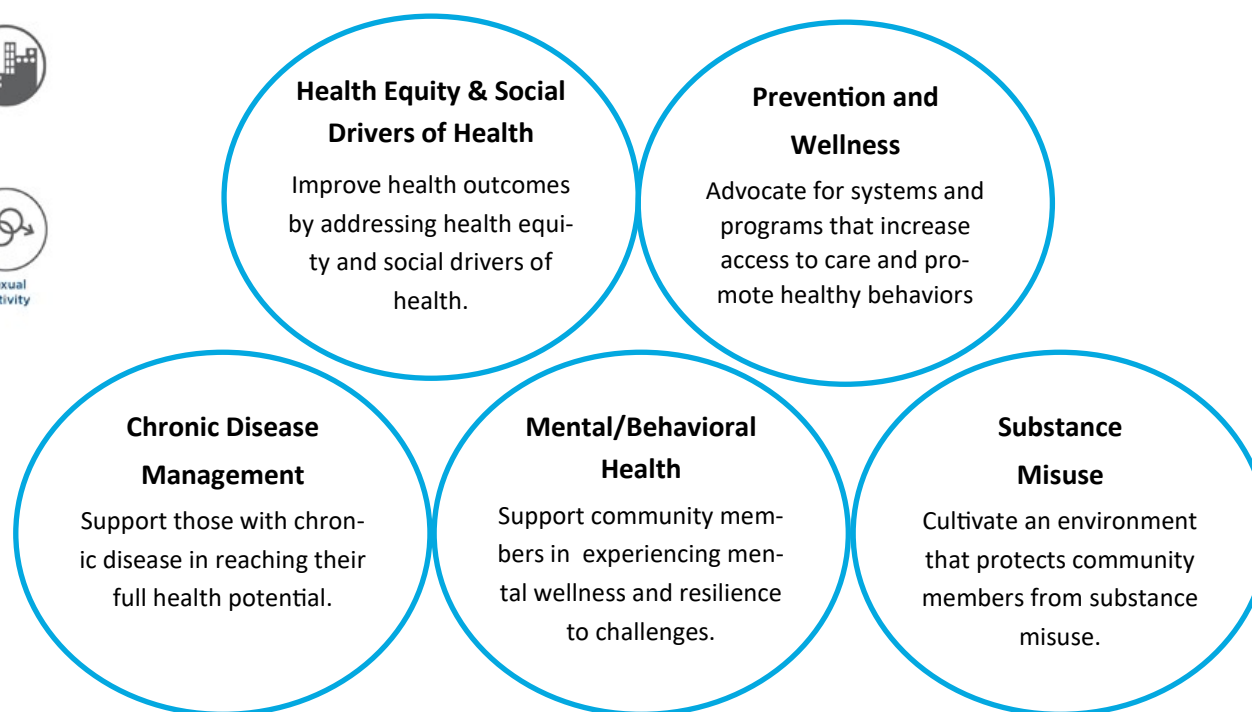 Health Equity & Social
Drivers of Health
Improve health outcomes
by addressing health equi-
ty and social drivers of
health.
Prevention and
Wellness
Advocate for systems and
programs that increase
access to care and pro-
mote healthy behaviors
Chronic Disease
Management
Support those with chron-
ic disease in reaching their
full health potential.
Mental/Behavioral
Health
Support community mem-
bers in  experiencing men-
tal wellness and resilience
to challenges.
Substance
Misuse
Cultivate an environment
that protects community
members from substance
misuse.